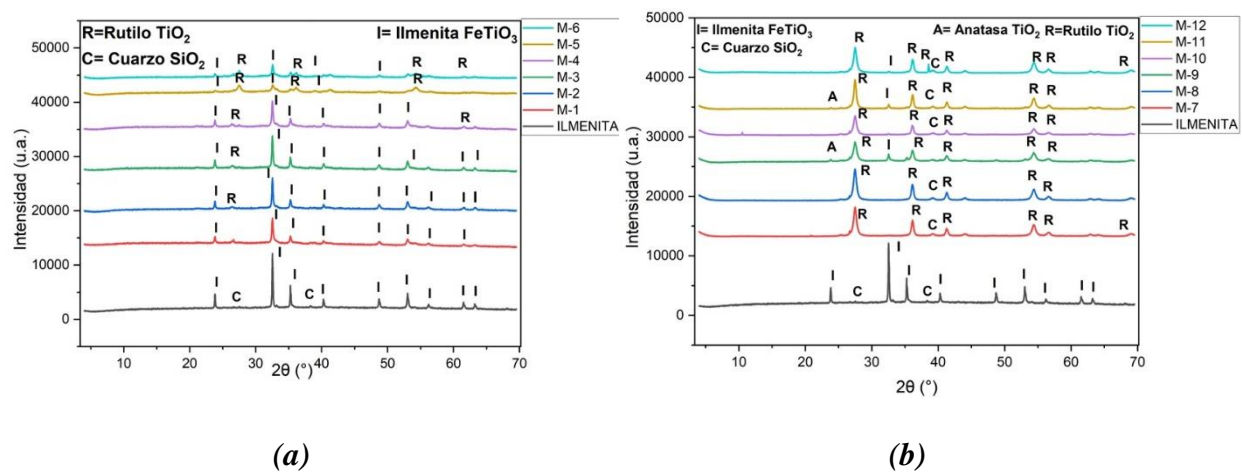 R=Rutilo TiO₂
I= Ilmenita FeTiO₃
C= Cuarzo SiO₂
M-6
M-5
M-4
M-3
M-2
M-1
ILMENITA
50000
40000
30000
20000
10000
0
Intensidad (u.a.)
I R I R I I I R R
R I R I R
I R I I I I I R
I R I I I I I I I
I R I I I I I I I I
I I I I I I I I
I C I I C I I I I I I
10 20 30 40 50 60 70
2θ (°)
(a)
I= Ilmenita FeTiO₃
A= Anatasa TiO₂ R=Rutilo TiO₂
C= Cuarzo SiO₂
M-12
M-11
M-10
M-9
M-8
M-7
ILMENITA
50000
40000
30000
20000
10000
0
Intensidad (u.a.)
R I R R C R R R R
A R I R C R R R
R R C R R R
A R I R C R R R
R R C R R R
R R C R R R R
I C I I C I I I I I I
10 20 30 40 50 60 70
2θ (°)
(b)